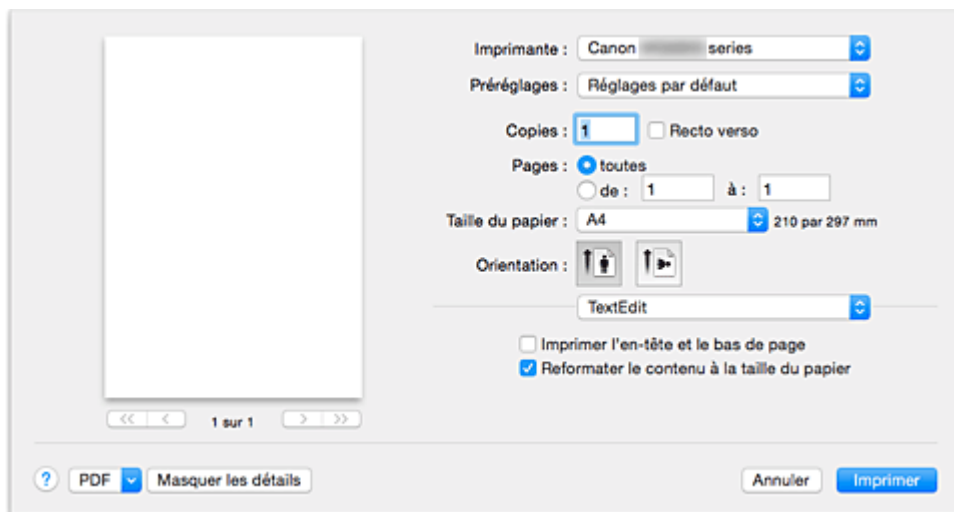 Imprimante : Canon series
Préréglages : Réglages par défaut
Copies : 1 Recto verso
Pages : toutes
de : 1 à : 1
Taille du papier : A4 210 par 297 mm
Orientation :
TextEdit
Imprimer l'en-tête et le bas de page
Reformater le contenu à la taille du papier
1 sur 1
? PDF Masquer les détails Annuler Imprimer